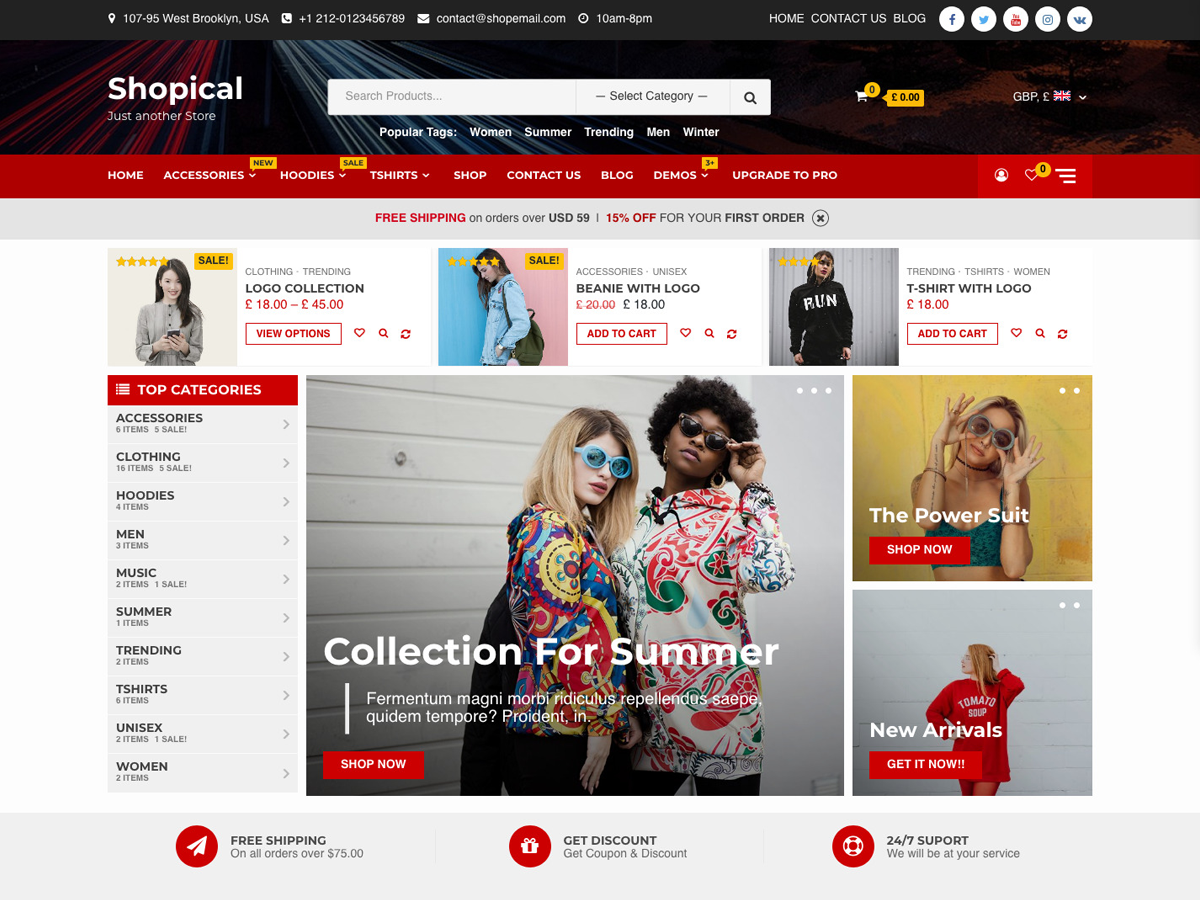 107-95 West Brooklyn, USA +1 212-0123456789 contact@shopemail.com 10am-8pm HOME CONTACT US BLOG
Shopical
Just another Store
Search Products... — Select Category —
0 £ 0.00 GBP, £
Popular Tags: Women Summer Trending Men Winter
NEW SALE 3+
HOME ACCESSORIES HOODIES TSHIRTS SHOP CONTACT US BLOG DEMOS UPGRADE TO PRO 0
FREE SHIPPING on orders over USD 59 | 15% OFF FOR YOUR FIRST ORDER
SALE!
CLOTHING · TRENDING
LOGO COLLECTION
£ 18.00 – £ 45.00
VIEW OPTIONS
SALE!
ACCESSORIES · UNISEX
BEANIE WITH LOGO
£ 20.00 £ 18.00
ADD TO CART
RUN
TRENDING · TSHIRTS · WOMEN
T-SHIRT WITH LOGO
£ 18.00
ADD TO CART
TOP CATEGORIES
ACCESSORIES
6 ITEMS 5 SALE!
CLOTHING
16 ITEMS 5 SALE!
HOODIES
4 ITEMS
MEN
3 ITEMS
MUSIC
2 ITEMS 1 SALE!
SUMMER
1 ITEMS
TRENDING
2 ITEMS
TSHIRTS
6 ITEMS
UNISEX
2 ITEMS 1 SALE!
WOMEN
2 ITEMS
Collection For Summer
Fermentum magni morbi ridiculus repellendus saepe,
quidem tempore? Proident, in.
SHOP NOW
The Power Suit
SHOP NOW
TOMATO
SOUP
New Arrivals
GET IT NOW!!
FREE SHIPPING
On all orders over $75.00
GET DISCOUNT
Get Coupon & Discount
24/7 SUPORT
We will be at your service